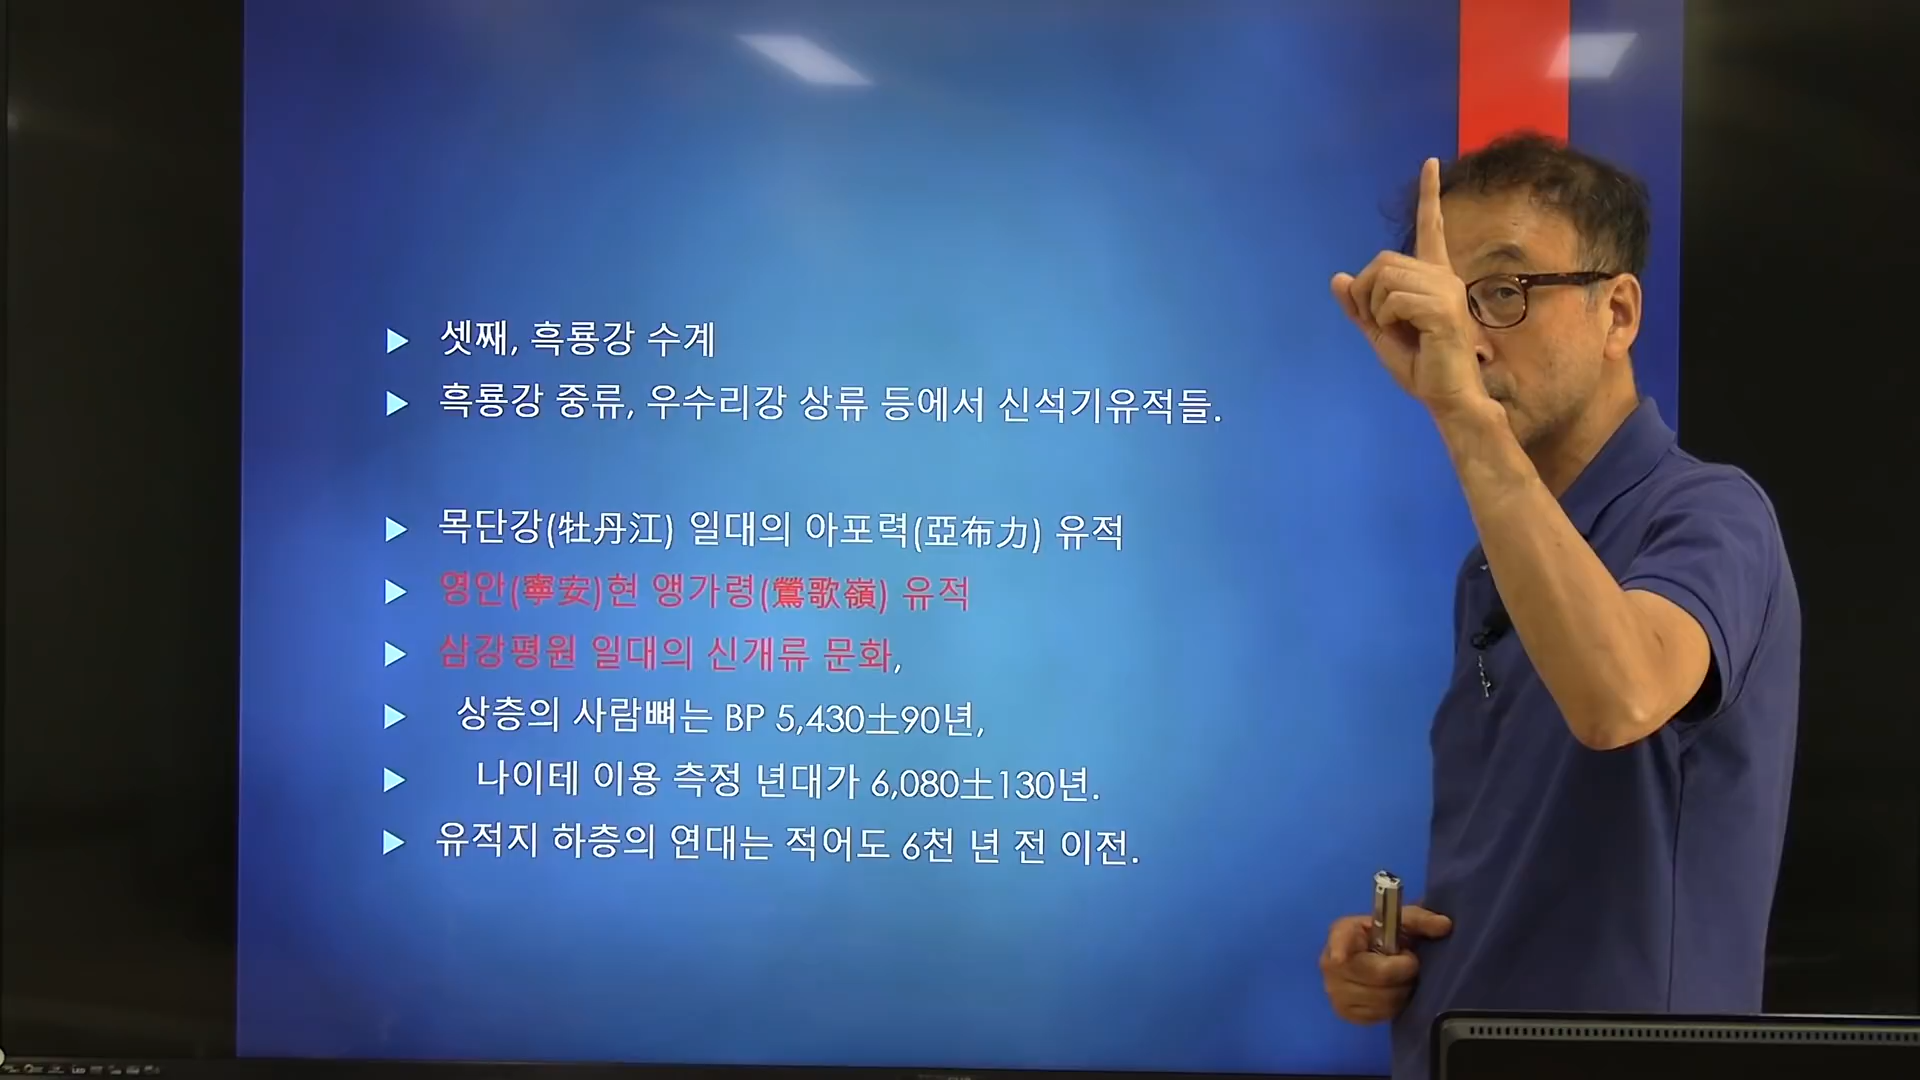 셋째, 흑룡강 수계
흑룡강 중류, 우수리강 상류 등에서 신석기유적들.
목단강(牡丹江) 일대의 아포력(亞布力) 유적
영안(寧安)현 앵가령(鶯歌嶺) 유적
삼강평원 일대의 신개류 문화,
상층의 사람뼈는 BP 5,430±90년,
나이테 이용 측정 년대가 6,080±130년.
유적지 하층의 연대는 적어도 6천 년 전 이전.